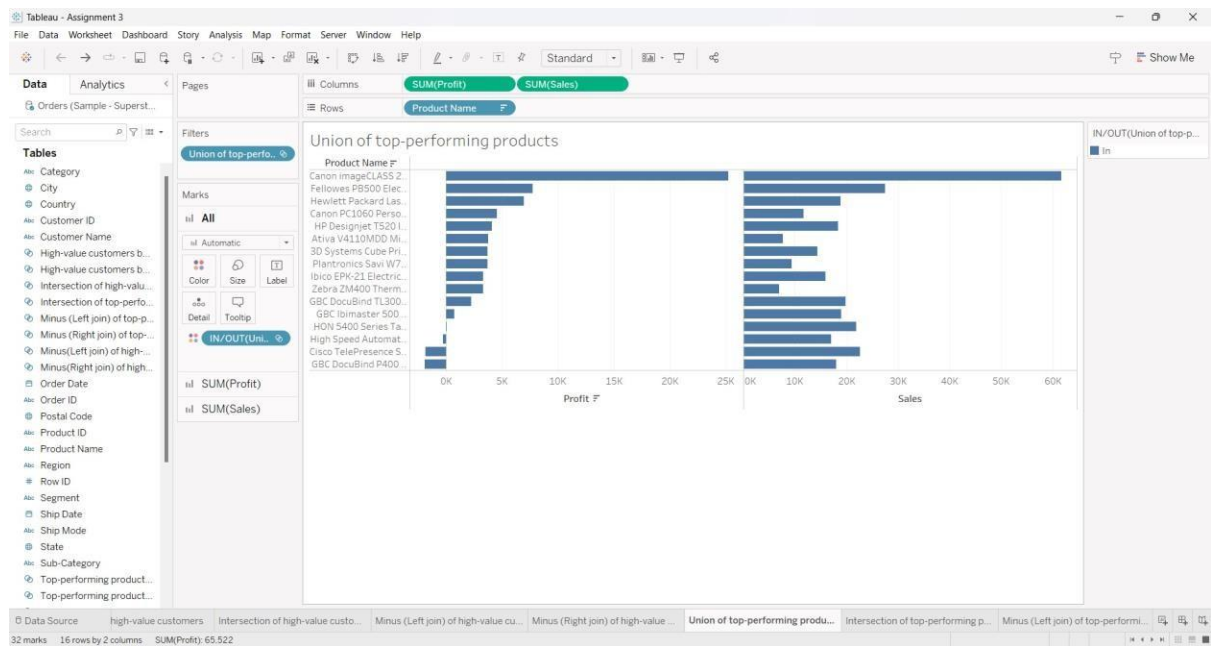 Tableau - Assignment 3
File Data Worksheet Dashboard Story Analysis Map Format Server Window Help
Standard
Show Me
Data Analytics
Orders (Sample - Superst...
Search
Tables
Abc Category
City
Country
Abc Customer ID
Abc Customer Name
High-value customers b...
High-value customers b...
Intersection of high-valu...
Intersection of top-perfo...
Minus (Left join) of top-p...
Minus (Right join) of top-...
Minus(Left join) of high-...
Minus(Right join) of high...
Order Date
Abc Order ID
Postal Code
Abc Product ID
Abc Product Name
Abc Region
# Row ID
Abc Segment
Ship Date
Abc Ship Mode
State
Abc Sub-Category
Top-performing product...
Top-performing product...
Pages
Filters
Union of top-perfo..
Marks
All
Automatic
Color Size Label
Detail Tooltip
IN/OUT(Uni..
SUM(Profit)
SUM(Sales)
Columns SUM(Profit) SUM(Sales)
Rows Product Name
Union of top-performing products
Product Name
Canon imageCLASS 2..
Fellowes PB500 Elec..
Hewlett Packard Las..
Canon PC1060 Perso..
HP Designjet T520 I..
Ativa V4110MDD Mi..
3D Systems Cube Pri..
Plantronics Savi W7..
Ibico EPK-21 Electric..
Zebra ZM400 Therm..
GBC DocuBind TL300..
GBC Ibimaster 500 ..
HON 5400 Series Ta..
High Speed Automat..
Cisco TelePresence S..
GBC DocuBind P400 ..
0K 5K 10K 15K 20K 25K 0K 10K 20K 30K 40K 50K 60K
Profit Sales
IN/OUT(Union of top-p...
In
Data Source high-value customers Intersection of high-value custo... Minus (Left join) of high-value cu... Minus (Right join) of high-value ... Union of top-performing produ... Intersection of top-performing p... Minus (Left join) of top-performi...
32 marks 16 rows by 2 columns SUM(Profit): 65.522